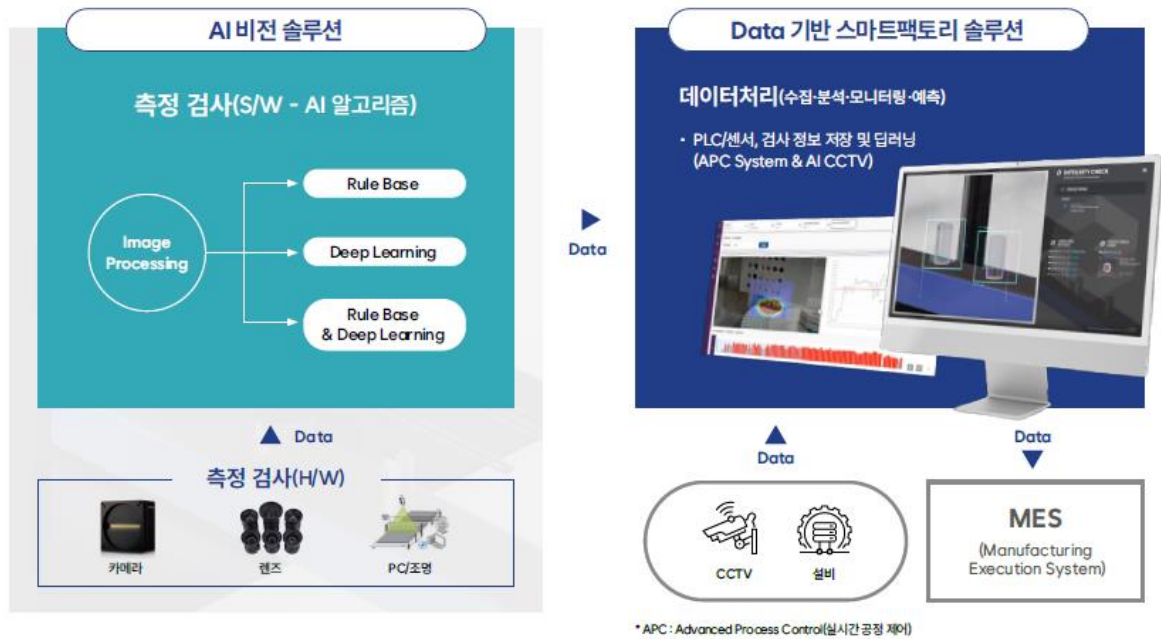 AI 비전 솔루션
측정 검사(S/W - AI 알고리즘)
Image
Processing
Rule Base
Deep Learning
Rule Base
& Deep Learning
Data
측정 검사(H/W)
카메라
렌즈
PC/조명
Data
Data 기반 스마트팩토리 솔루션
데이터처리(수집·분석·모니터링·예측)
· PLC/센서, 검사 정보 저장 및 딥러닝
(APC System & AI CCTV)
Data
Data
CCTV
설비
MES
(Manufacturing
Execution System)
* APC : Advanced Process Control(실시간 공정 제어)